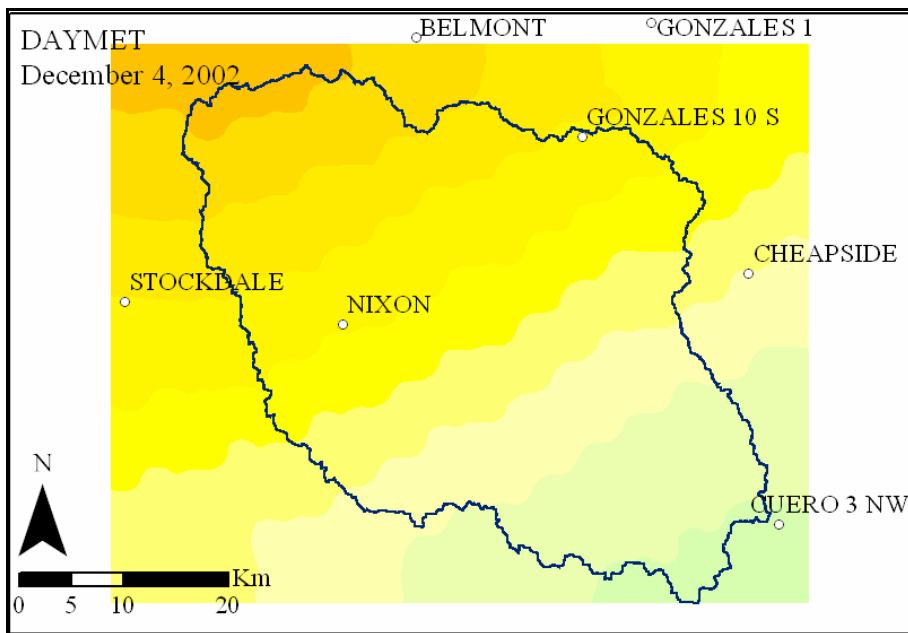 DAYMET
December 4, 2002
BELMONT
GONZALES 1
GONZALES 10 S
CHEAPSIDE
STOCKDALE
NIXON
CUERO 3 NW
N
Km
0 5 10 20